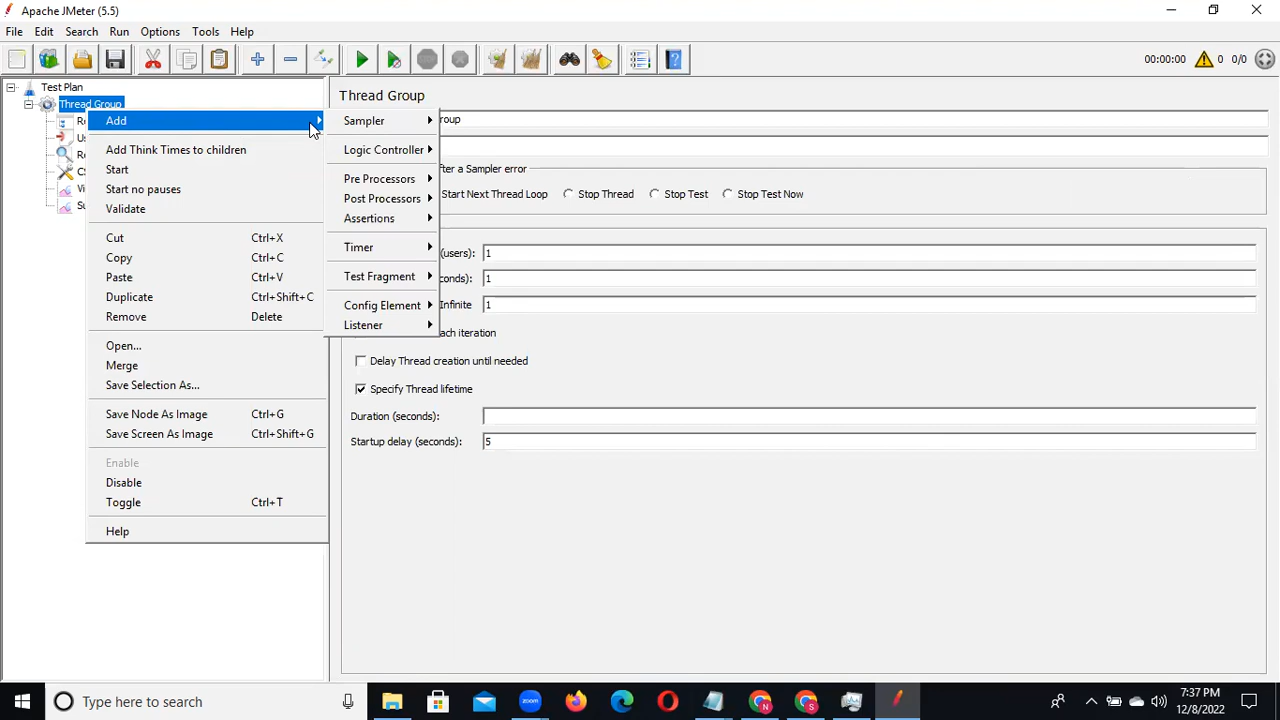 Apache JMeter (5.5)
File Edit Search Run Options Tools Help
00:00:00 0 0/0
Test Plan
Thread Group
Add
Add Think Times to children
Start
Start no pauses
Validate
Cut Ctrl+X
Copy Ctrl+C
Paste Ctrl+V
Duplicate Ctrl+Shift+C
Remove Delete
Open...
Merge
Save Selection As...
Save Node As Image Ctrl+G
Save Screen As Image Ctrl+Shift+G
Enable
Disable
Toggle Ctrl+T
Help
Sampler
Logic Controller
Pre Processors
Post Processors
Assertions
Timer
Test Fragment
Config Element
Listener
Thread Group
roup
fter a Sampler error
Start Next Thread Loop Stop Thread Stop Test Stop Test Now
(users): 1
conds): 1
Infinite 1
ach iteration
Delay Thread creation until needed
Specify Thread lifetime
Duration (seconds):
Startup delay (seconds): 5
Type here to search
zoom
N
S
7:37 PM
12/8/2022